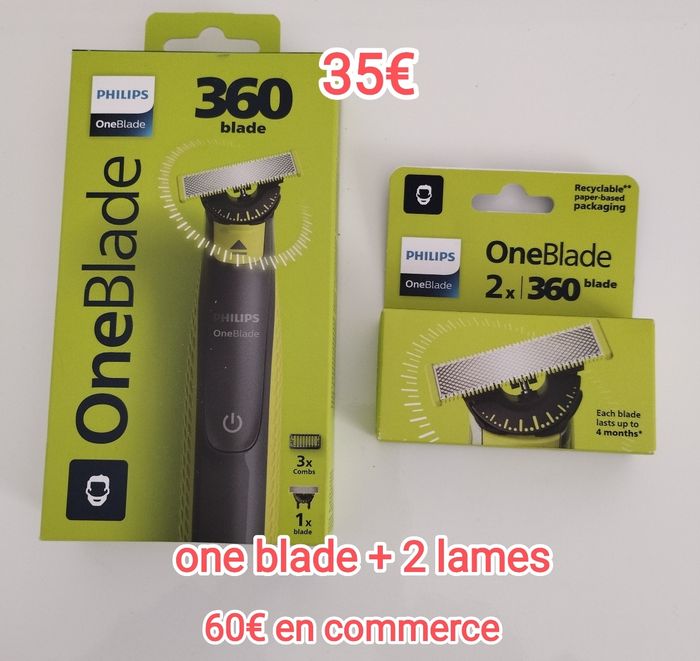 35€
PHILIPS
OneBlade
360
blade
OneBlade
PHILIPS
OneBlade
3x
Combs
1x
blade
Recyclable**
paper-based
packaging
PHILIPS
OneBlade
OneBlade
2x | 360 blade
Each blade
lasts up to
4 months*
one blade + 2 lames
60€ en commerce